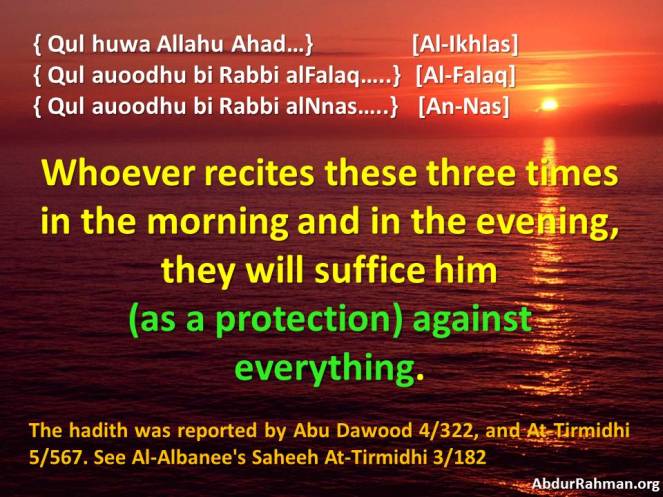 { Qul huwa Allahu Ahad…} [Al-Ikhlas]
{ Qul auoodhu bi Rabbi alFalaq…..} [Al-Falaq]
{ Qul auoodhu bi Rabbi alNnas…..} [An-Nas]
Whoever recites these three times
in the morning and in the evening,
they will suffice him
(as a protection) against
everything.
The hadith was reported by Abu Dawood 4/322, and At-Tirmidhi
5/567. See Al-Albanee's Saheeh At-Tirmidhi 3/182
AbdurRahman.org